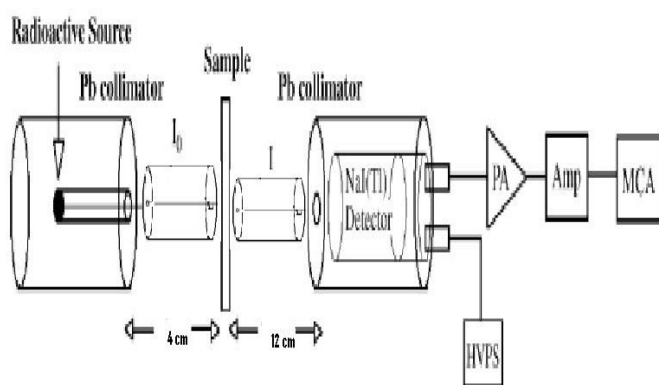 Radioactive Source
Pb collimator
I0
Sample
I
Pb collimator
NaI(Tl)
Detector
PA
Amp
MCA
HVPS
4 cm
12 cm